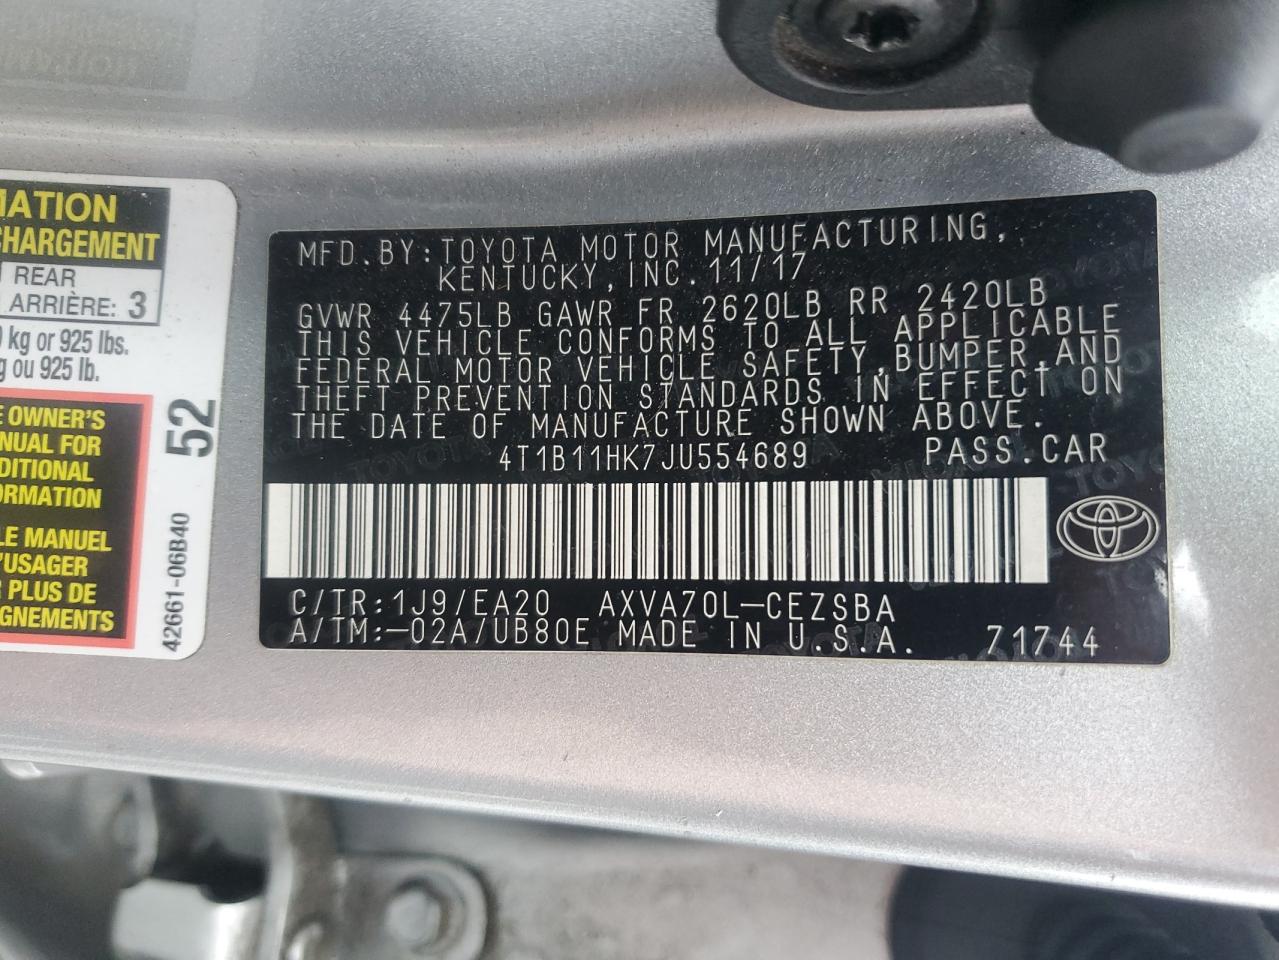 MATION
CHARGEMENT
REAR
ARRIÈRE: 3
kg or 925 lbs.
g ou 925 lb.
E OWNER'S
ANUAL FOR
DDITIONAL
FORMATION
LE MANUEL
'USAGER
R PLUS DE
IGNEMENTS
52
42661-06B40
MFD.BY:TOYOTA MOTOR MANUFACTURING,
KENTUCKY,INC.11/17
GVWR 4475LB GAWR FR 2620LB RR 2420LB
THIS VEHICLE CONFORMS TO ALL APPLICABLE
FEDERAL MOTOR VEHICLE SAFETY,BUMPER,AND
THEFT PREVENTION STANDARDS IN EFFECT ON
THE DATE OF MANUFACTURE SHOWN ABOVE.
4T1B11HK7JU554689 PASS.CAR
C/TR:1J9/EA20 AXVA70L-CEZSBA
A/TM:-02A/UB80E MADE IN U.S.A. 71744